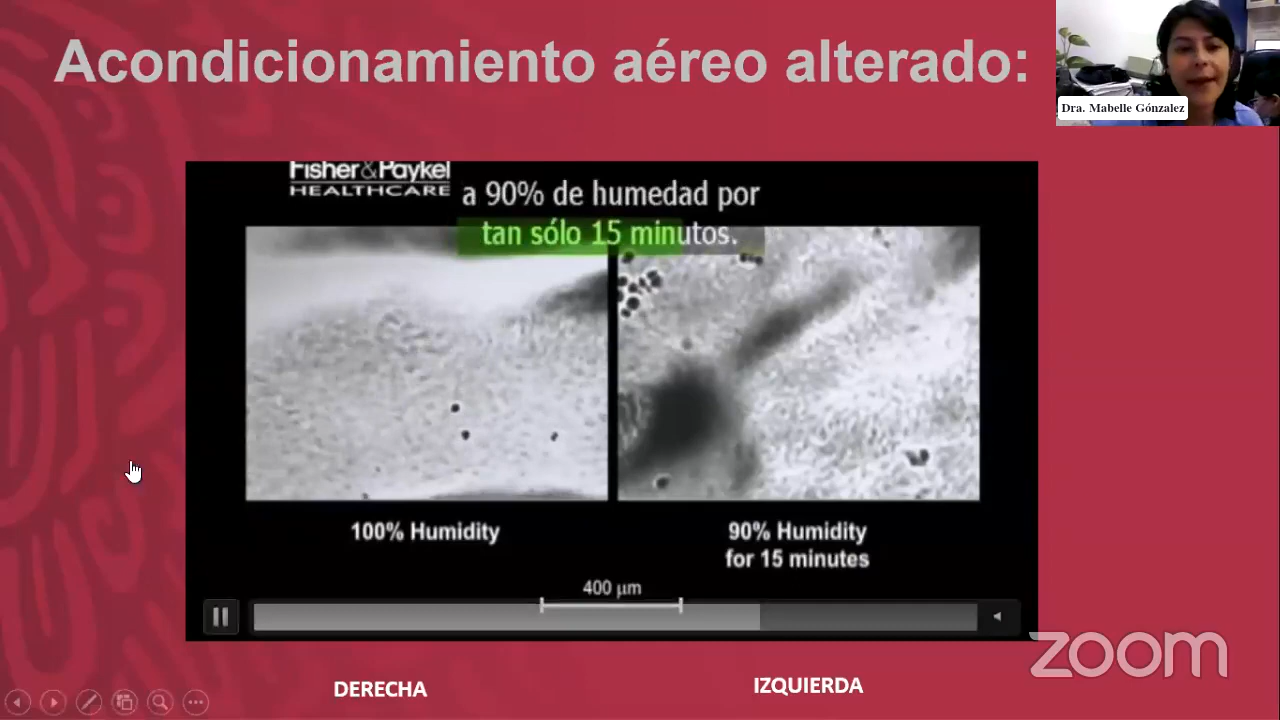 Acondicionamiento aéreo alterado:
Dra. Mabelle Gónzalez
Fisher&Paykel
HEALTHCARE
a 90% de humedad por
tan sólo 15 minutos.
100% Humidity
90% Humidity
for 15 minutes
400 µm
DERECHA
IZQUIERDA
zoom